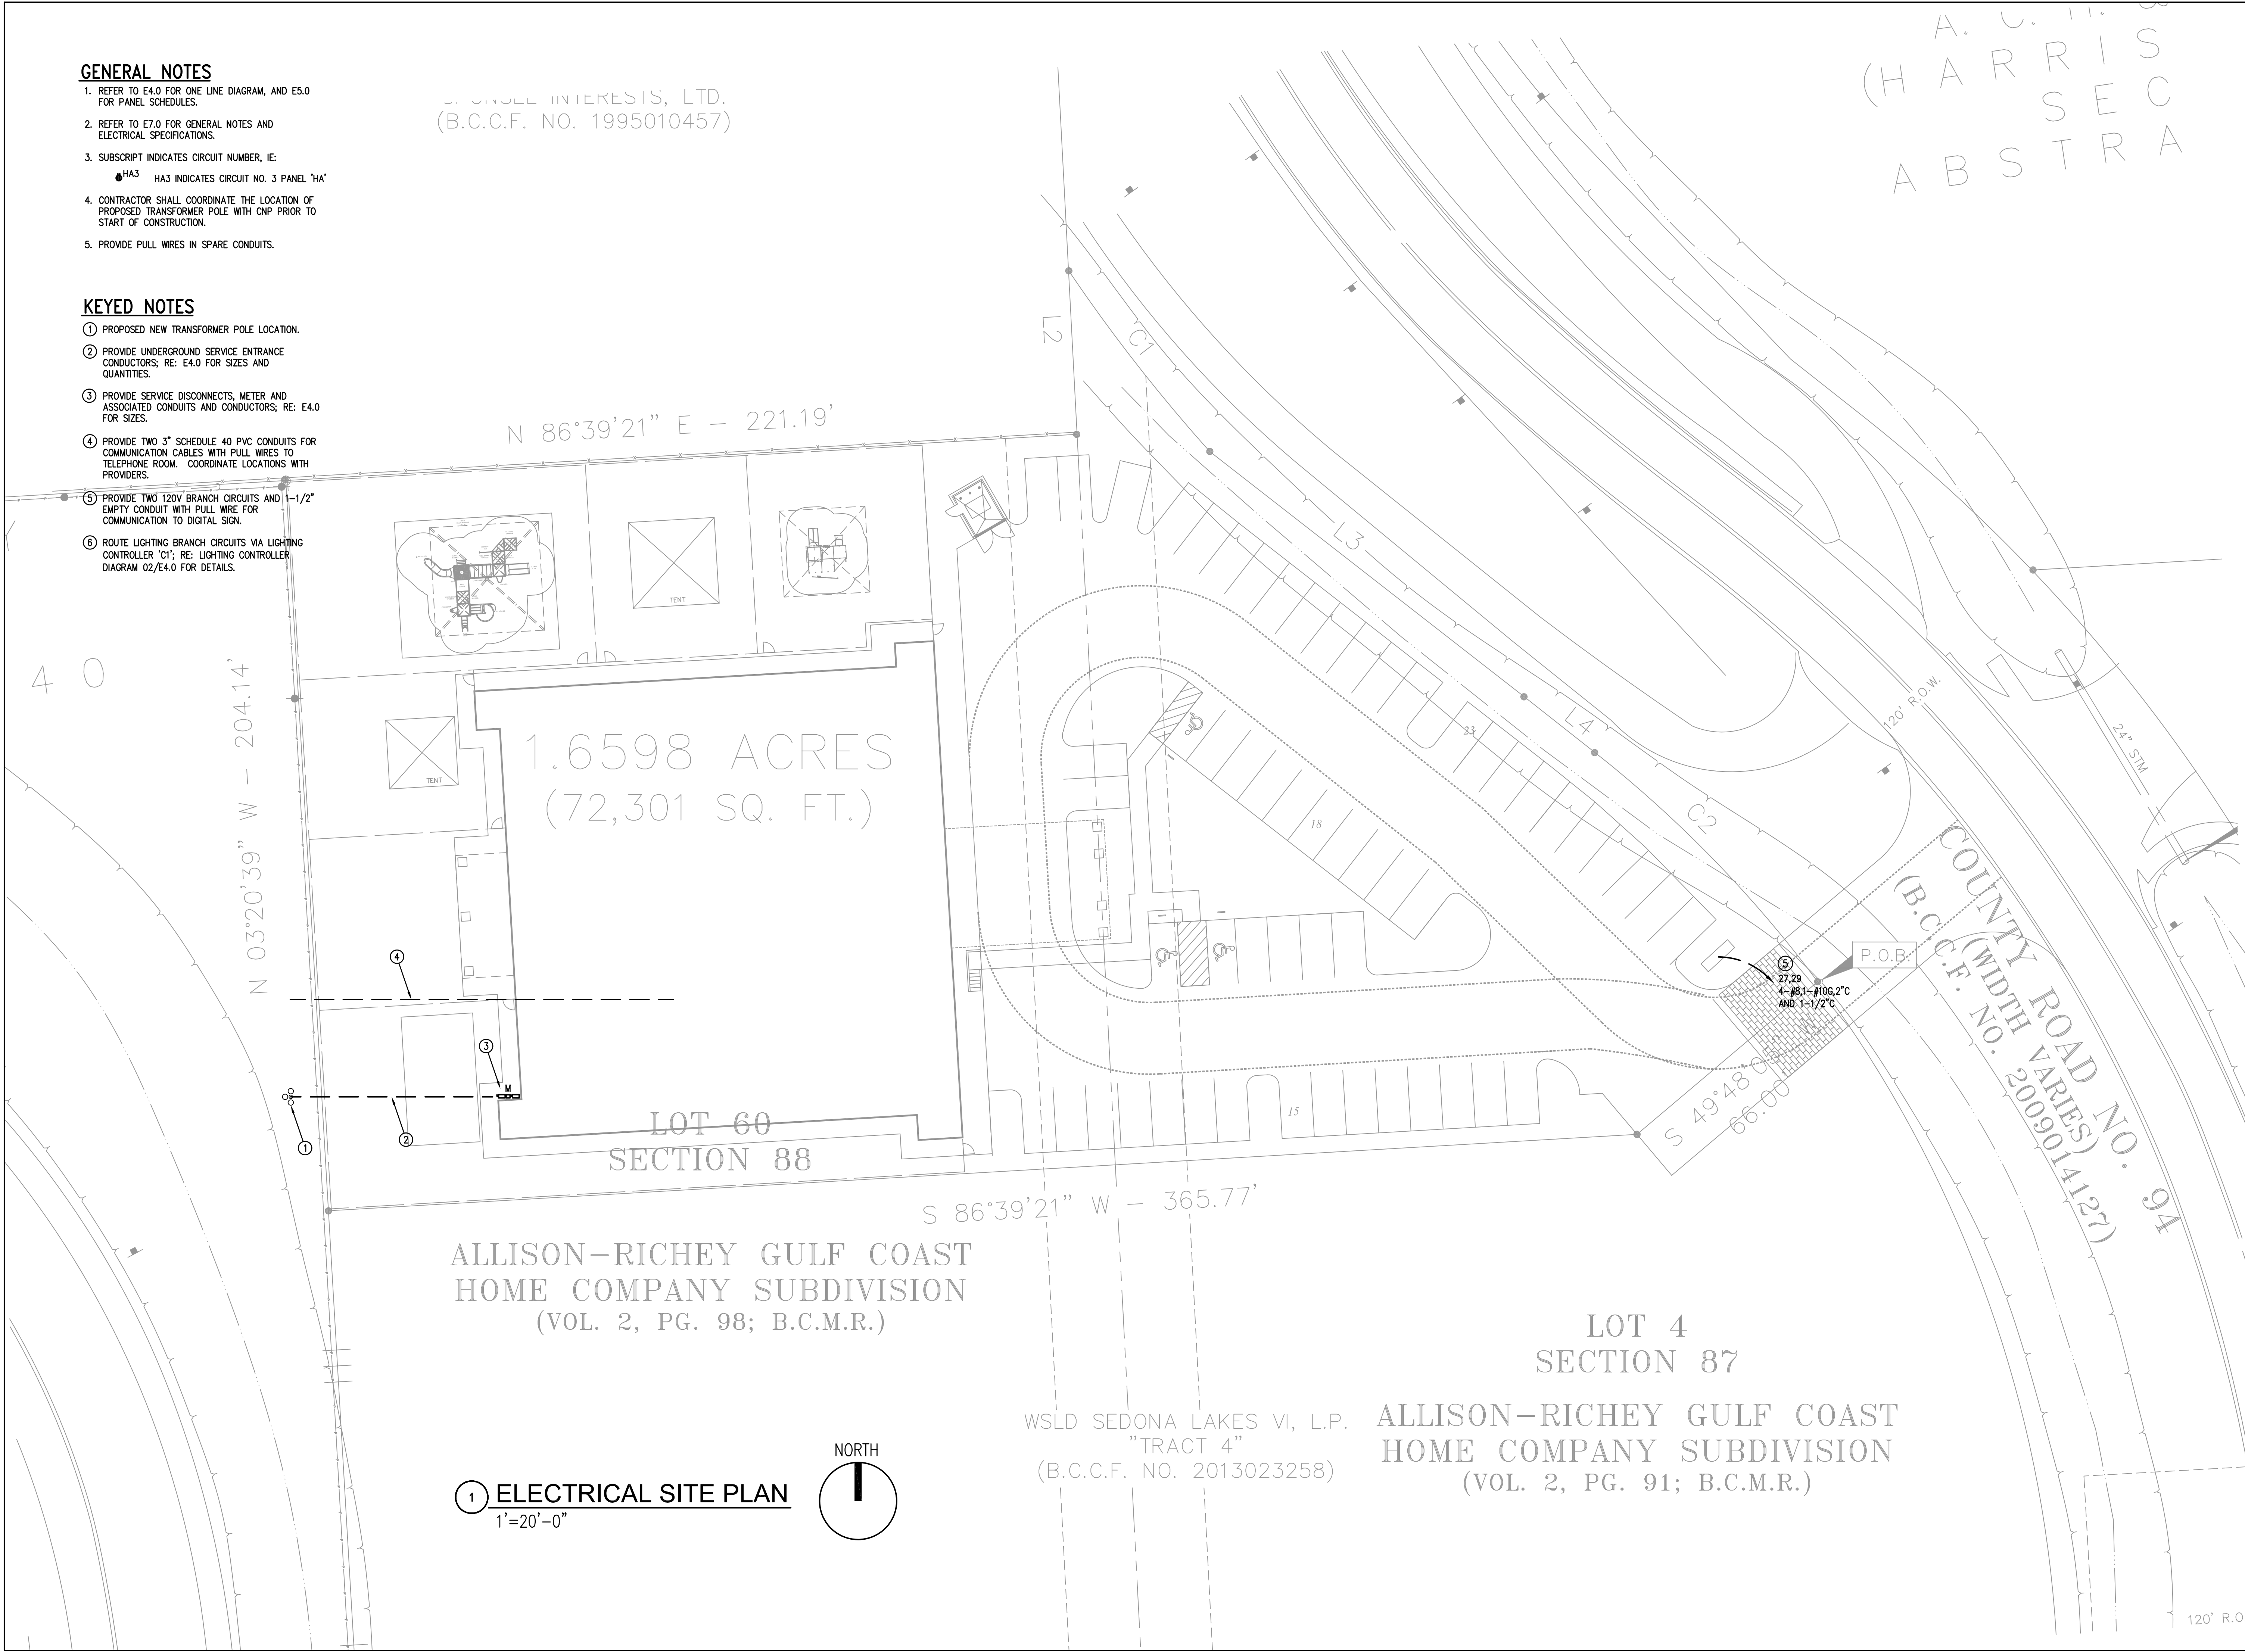 GENERAL NOTES
1. REFER TO E4.0 FOR ONE LINE DIAGRAM, AND E5.0
FOR PANEL SCHEDULES.
2. REFER TO E7.0 FOR GENERAL NOTES AND
ELECTRICAL SPECIFICATIONS.
3. SUBSCRIPT INDICATES CIRCUIT NUMBER, IE:
HA3 HA3 INDICATES CIRCUIT NO. 3 PANEL 'HA'
4. CONTRACTOR SHALL COORDINATE THE LOCATION OF
PROPOSED TRANSFORMER POLE WITH CNP PRIOR TO
START OF CONSTRUCTION.
5. PROVIDE PULL WIRES IN SPARE CONDUITS.
KEYED NOTES
1 PROPOSED NEW TRANSFORMER POLE LOCATION.
2 PROVIDE UNDERGROUND SERVICE ENTRANCE
CONDUCTORS; RE: E4.0 FOR SIZES AND
QUANTITIES.
3 PROVIDE SERVICE DISCONNECTS, METER AND
ASSOCIATED CONDUITS AND CONDUCTORS; RE: E4.0
FOR SIZES.
4 PROVIDE TWO 3" SCHEDULE 40 PVC CONDUITS FOR
COMMUNICATION CABLES WITH PULL WIRES TO
TELEPHONE ROOM. COORDINATE LOCATIONS WITH
PROVIDERS.
5 PROVIDE TWO 120V BRANCH CIRCUITS AND 1-1/2"
EMPTY CONDUIT WITH PULL WIRE FOR
COMMUNICATION TO DIGITAL SIGN.
6 ROUTE LIGHTING BRANCH CIRCUITS VIA LIGHTING
CONTROLLER 'C1'; RE: LIGHTING CONTROLLER
DIAGRAM 02/E4.0 FOR DETAILS.
INTERESTS, LTD.
(B.C.C.F. NO. 1995010457)
A. C. H.
(HARRIS
SEC
ABSTRA
L2
C1
N 86°39'21" E - 221.19'
L3
TENT
40
N 03°20'39" W - 204.14'
TENT
1.6598 ACRES
(72,301 SQ. FT.)
23
L4
120' R.O.W.
24" STM
18
C2
COUNTY ROAD NO. 94
(WIDTH VARIES)
(B.C.C.F. NO. 2009014127)
P.O.B.
4
5
27,29
4-#8,1-#10G,2"C
AND 1-1/2"C
3
M
1
2
15
S 49°48'0
66.00
LOT 60
SECTION 88
S 86°39'21" W - 365.77'
ALLISON-RICHEY GULF COAST
HOME COMPANY SUBDIVISION
(VOL. 2, PG. 98; B.C.M.R.)
LOT 4
SECTION 87
ALLISON-RICHEY GULF COAST
HOME COMPANY SUBDIVISION
(VOL. 2, PG. 91; B.C.M.R.)
WSLD SEDONA LAKES VI, L.P.
"TRACT 4"
(B.C.C.F. NO. 2013023258)
NORTH
1 ELECTRICAL SITE PLAN
1'=20'-0"
120' R.O